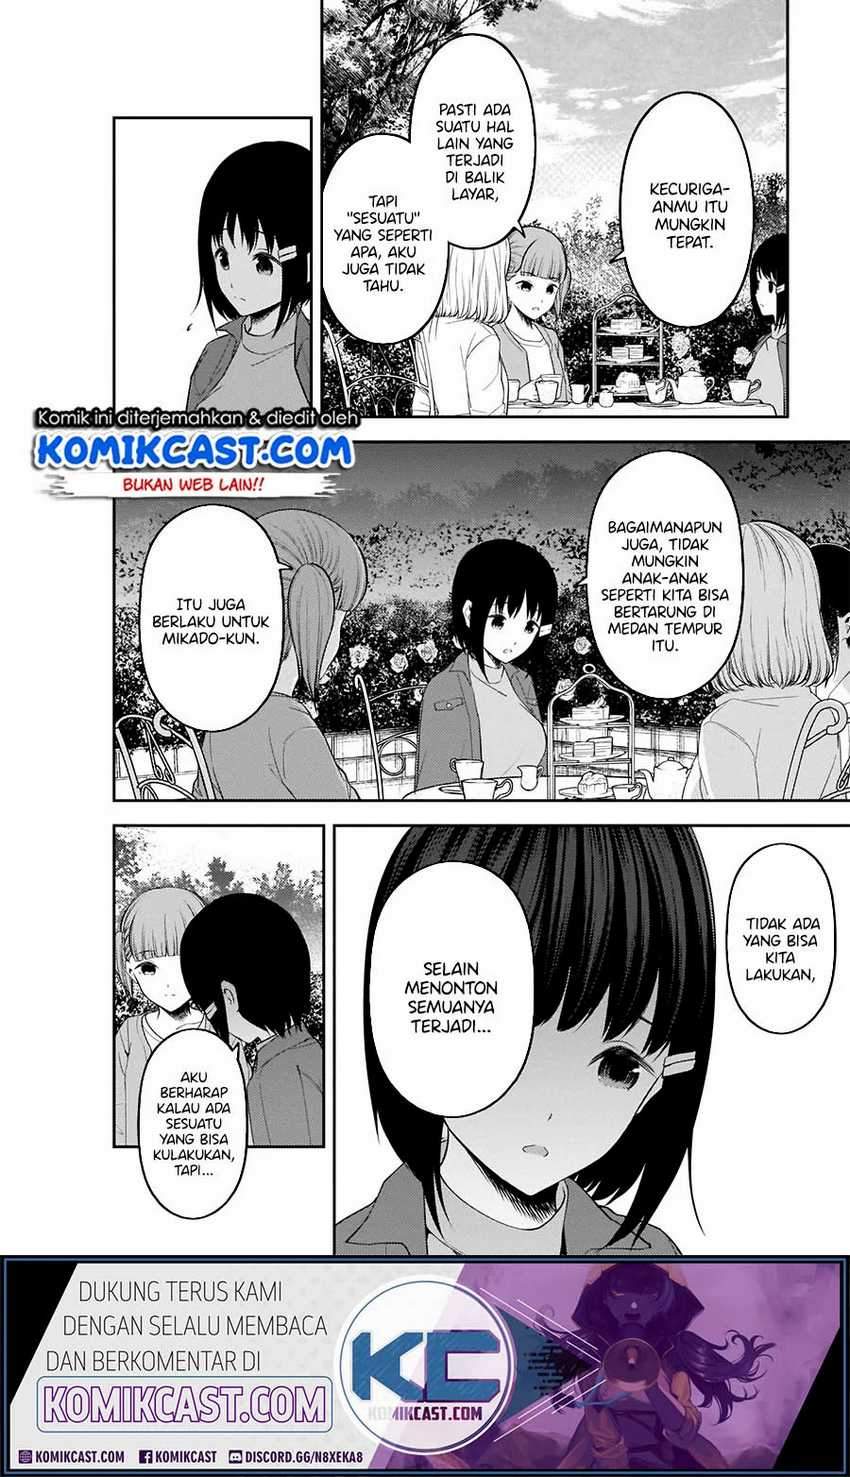 KECURIGA-
ANMU ITU
MUNGKIN
TEPAT.
PASTI ADA
SUATU HAL
LAIN YANG
TERJADI
DI BALIK
LAYAR,
TAPI
"SESUATU"
YANG SEPERTI
APA, AKU
JUGA TIDAK
TAHU.
Komik ini diterjemahkan & diedit oleh
KOMIKCAST.COM
BUKAN WEB LAIN!!
BAGAIMANAPUN
JUGA, TIDAK
MUNGKIN
ANAK-ANAK
SEPERTI KITA BISA
BERTARUNG DI
MEDAN TEMPUR
ITU.
ITU JUGA
BERLAKU UNTUK
MIKADO-KUN.
TIDAK ADA
YANG BISA
KITA
LAKUKAN,
SELAIN
MENONTON
SEMUANYA
TERJADI...
AKU
BERHARAP
KALAU ADA
SESUATU
YANG BISA
KULAKUKAN,
TAPI...
DUKUNG TERUS KAMI
DENGAN SELALU MEMBACA
DAN BERKOMENTAR DI
KOMIKCAST.COM
KC
KOMIKCAST.COM
KOMIKCAST.COM KOMIKCAST DISCORD.GG/N8XEKA8